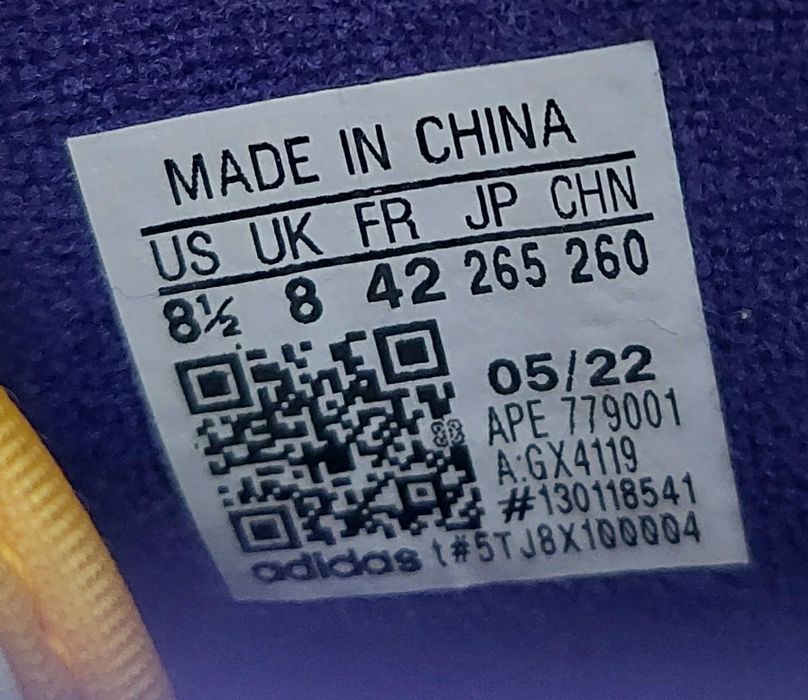 MADE IN CHINA
US UK FR JP CHN
8½ 8 42 265 260
05/22
APE 779001
A:GX4119
#130118541
adidas t#5TJ8X100004